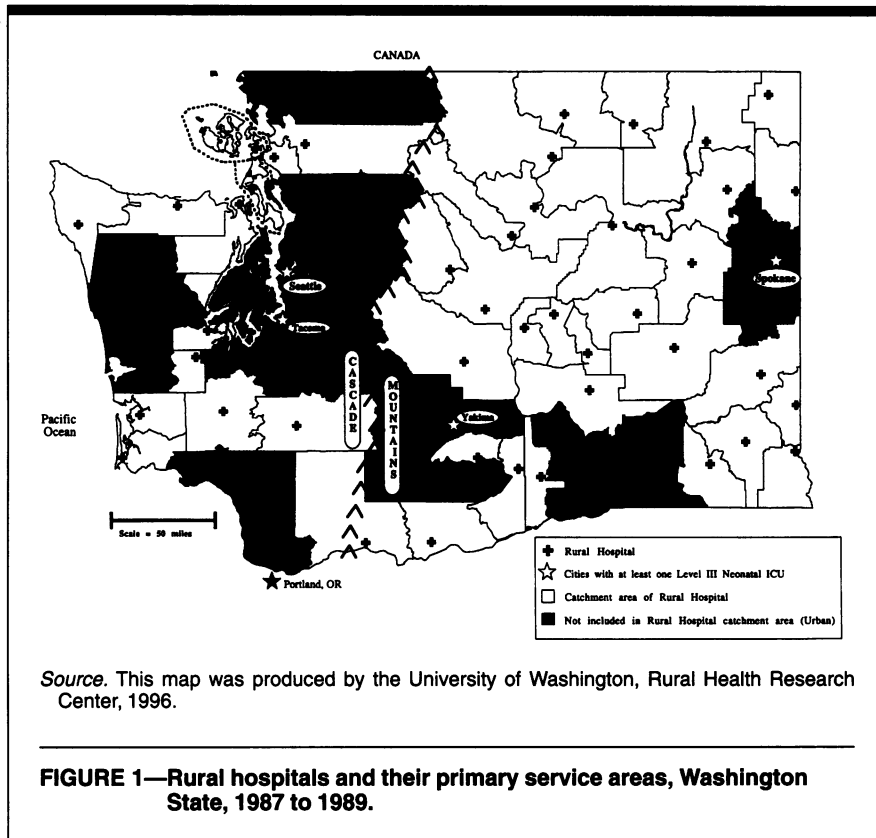 CANADA
Seattle
Spokane
Tacoma
CASCADE
MOUNTAINS
Yakima
Pacific
Ocean
Scale = 50 miles
Portland, OR
Rural Hospital
Cities with at least one Level III Neonatal ICU
Catchment area of Rural Hospital
Not included in Rural Hospital catchment area (Urban)
Source. This map was produced by the University of Washington, Rural Health Research
Center, 1996.
FIGURE 1—Rural hospitals and their primary service areas, Washington
State, 1987 to 1989.